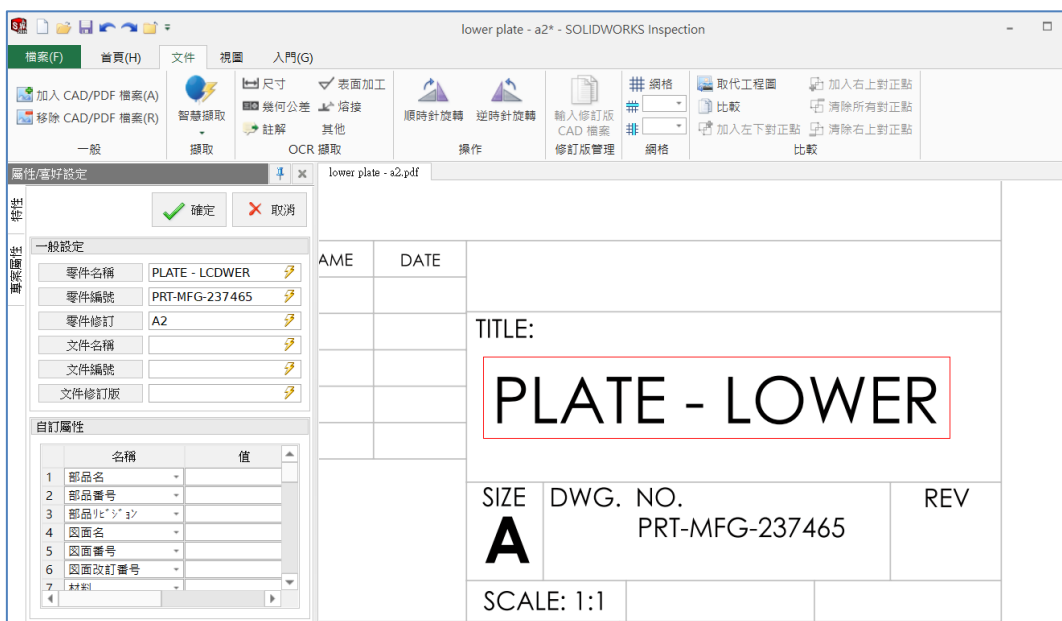 lower plate - a2* - SOLIDWORKS Inspection
檔案(F) 首頁(H) 文件 視圖 入門(G)
加入 CAD/PDF 檔案(A)
移除 CAD/PDF 檔案(R)
一般
智慧擷取
擷取
尺寸 表面加工
幾何公差 熔接
註解 其他
OCR 擷取
順時針旋轉 逆時針旋轉
操作
輸入修訂版
CAD 檔案
修訂版管理
網格
網格
取代工程圖 加入右上對正點
比較 清除所有對正點
加入左下對正點 清除右上對正點
比較
屬性/喜好設定
lower plate - a2.pdf
特性
專案屬性
確定 取消
一般設定
零件名稱 PLATE - LCDWER
零件編號 PRT-MFG-237465
零件修訂 A2
文件名稱
文件編號
文件修訂版
自訂屬性
名稱 值
1 部品名
2 部品番号
3 部品ﾘﾋﾞｼﾞｮﾝ
4 図面名
5 図面番号
6 図面改訂番号
7 材料
AME DATE
TITLE:
PLATE - LOWER
SIZE DWG. NO. REV
A PRT-MFG-237465
SCALE: 1:1